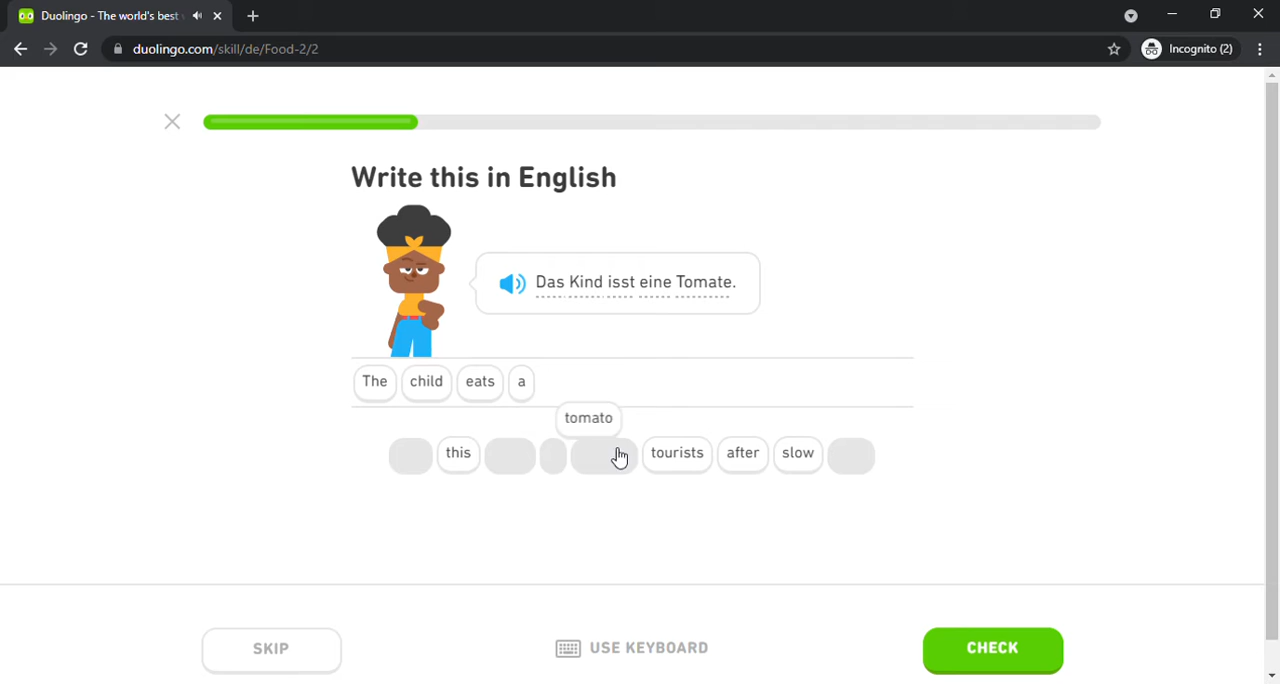 Duolingo - The world's best
duolingo.com/skill/de/Food-2/2
Incognito (2)
Write this in English
Das Kind isst eine Tomate.
The child eats a
tomato
this tourists after slow
SKIP
USE KEYBOARD
CHECK